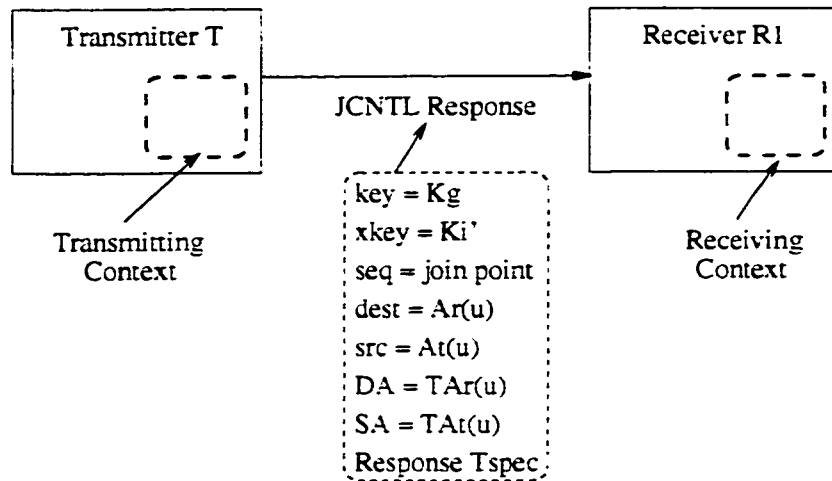 Transmitter T
Receiver R1
JCNTL Response
key = Kg
xkey = Ki'
seq = join point
dest = Ar(u)
src = At(u)
DA = TAr(u)
SA = TAt(u)
Response Tspec
Transmitting
Context
Receiving
Context